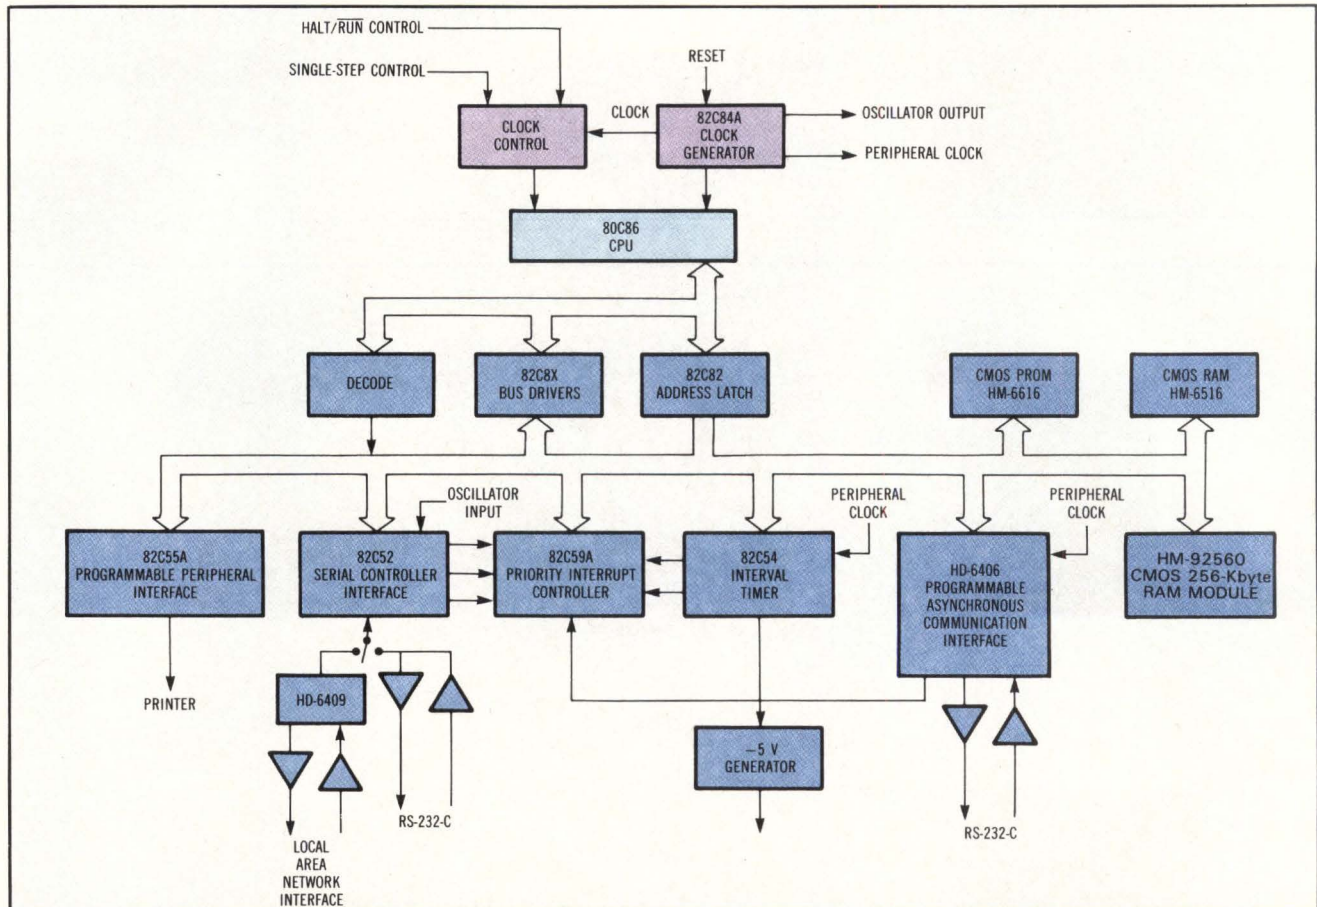 HALT/RUN CONTROL
SINGLE-STEP CONTROL
RESET
CLOCK
CONTROL
CLOCK
82C84A
CLOCK
GENERATOR
OSCILLATOR OUTPUT
PERIPHERAL CLOCK
80C86
CPU
DECODE
82C8X
BUS DRIVERS
82C82
ADDRESS LATCH
CMOS PROM
HM-6616
CMOS RAM
HM-6516
OSCILLATOR
INPUT
PERIPHERAL
CLOCK
PERIPHERAL
CLOCK
82C55A
PROGRAMMABLE PERIPHERAL
INTERFACE
82C52
SERIAL CONTROLLER
INTERFACE
82C59A
PRIORITY INTERRUPT
CONTROLLER
82C54
INTERVAL
TIMER
HD-6406
PROGRAMMABLE
ASYNCHRONOUS
COMMUNICATION
INTERFACE
HM-92560
CMOS 256-Kbyte
RAM MODULE
PRINTER
HD-6409
−5 V
GENERATOR
RS-232-C
RS-232-C
LOCAL
AREA
NETWORK
INTERFACE